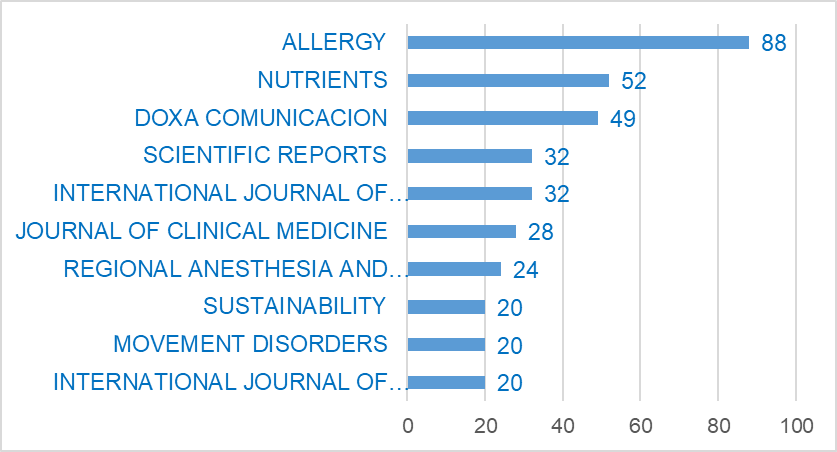 ALLERGY 88
NUTRIENTS 52
DOXA COMUNICACION 49
SCIENTIFIC REPORTS 32
INTERNATIONAL JOURNAL OF… 32
JOURNAL OF CLINICAL MEDICINE 28
REGIONAL ANESTHESIA AND… 24
SUSTAINABILITY 20
MOVEMENT DISORDERS 20
INTERNATIONAL JOURNAL OF… 20
0 20 40 60 80 100